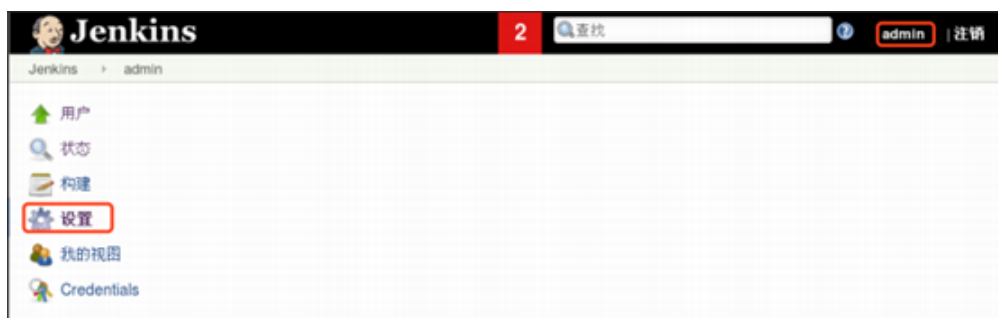 Jenkins 2 查找 admin | 注销
Jenkins › admin
用户
状态
构建
设置
我的视图
Credentials